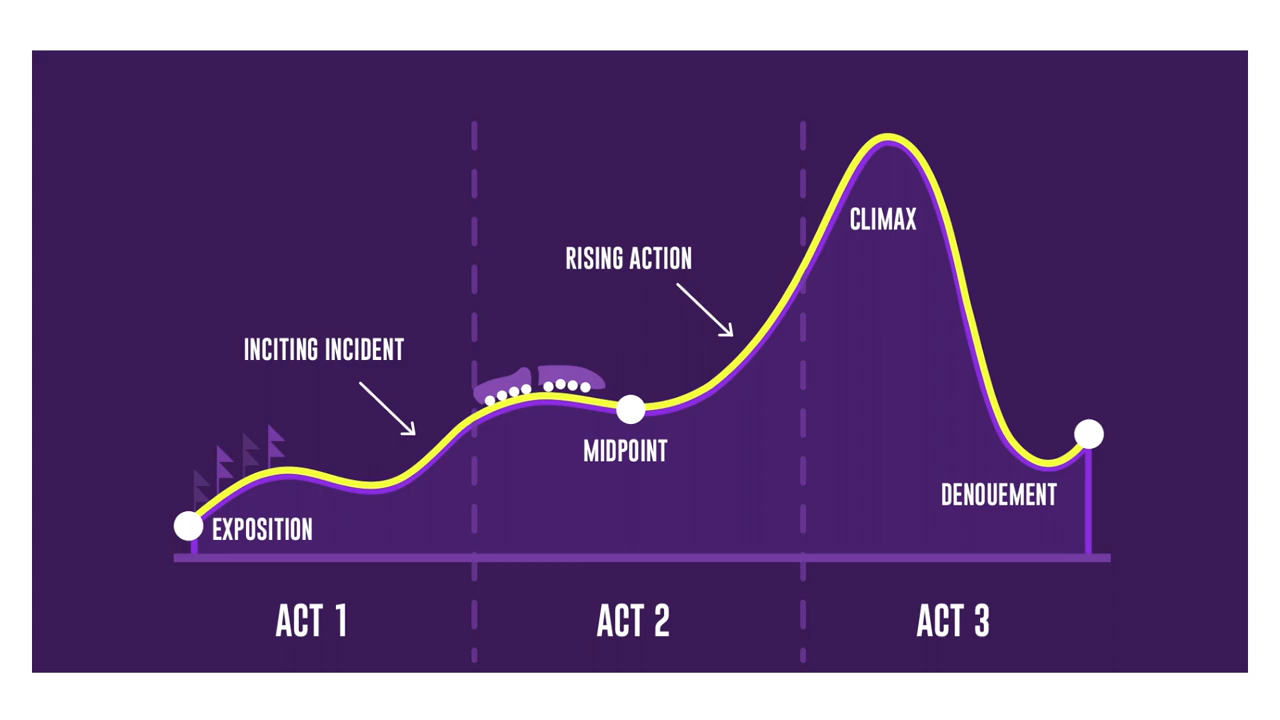 CLIMAX
RISING ACTION
INCITING INCIDENT
MIDPOINT
DENOUEMENT
EXPOSITION
ACT 1
ACT 2
ACT 3